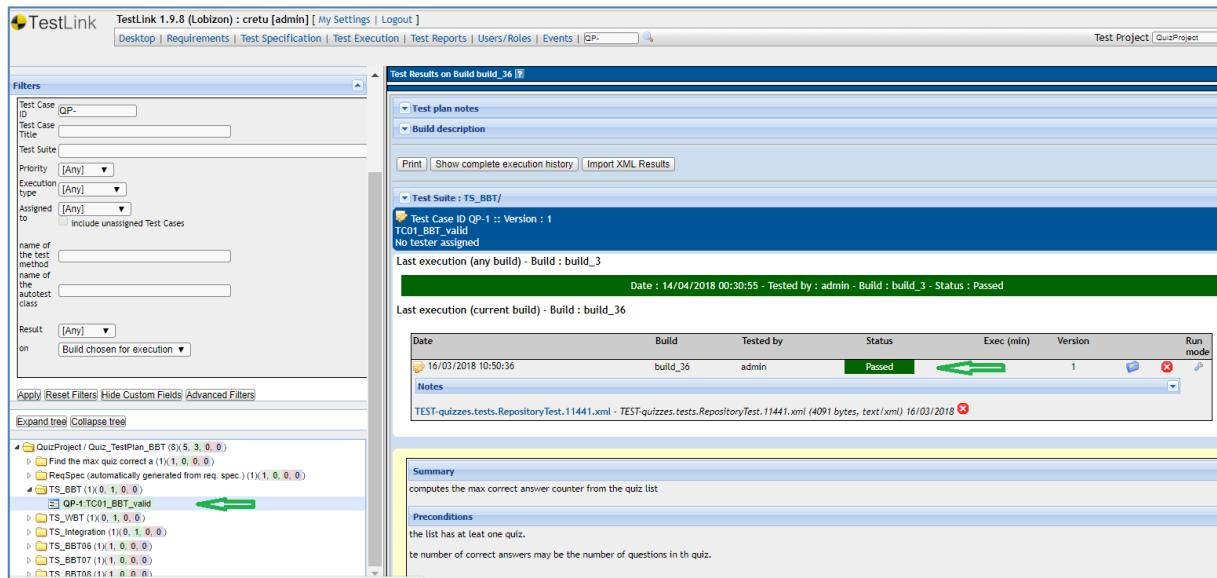 TestLink
TestLink 1.9.8 (Lobizon) : cretu [admin] [ My Settings | Logout ]
Desktop | Requirements | Test Specification | Test Execution | Test Reports | Users/Roles | Events | QP-
Test Project QuizProject
Filters
Test Case ID QP-
Test Case Title
Test Suite
Priority [Any]
Execution type [Any]
Assigned to [Any]
include unassigned Test Cases
name of the test method
name of the autotest class
Result [Any]
on Build chosen for execution
Apply Reset Filters Hide Custom Fields Advanced Filters
Expand tree Collapse tree
QuizProject / Quiz_TestPlan_BBT (8)(5, 3, 0, 0)
Find the max quiz correct a (1)(1, 0, 0, 0)
ReqSpec (automatically generated from req. spec.) (1)(1, 0, 0, 0)
TS_BBT (1)(0, 1, 0, 0)
QP-1:TC01_BBT_valid
TS_WBT (1)(0, 1, 0, 0)
TS_Integration (1)(0, 1, 0, 0)
TS_BBT06 (1)(1, 0, 0, 0)
TS_BBT07 (1)(1, 0, 0, 0)
TS_BBT08 (1)(1, 0, 0, 0)
Test Results on Build build_36 ?
Test plan notes
Build description
Print Show complete execution history Import XML Results
Test Suite : TS_BBT/
Test Case ID QP-1 :: Version : 1
TC01_BBT_valid
No tester assigned
Last execution (any build) - Build : build_3
Date : 14/04/2018 00:30:55 - Tested by : admin - Build : build_3 - Status : Passed
Last execution (current build) - Build : build_36
Date Build Tested by Status Exec (min) Version Run mode
16/03/2018 10:50:36 build_36 admin Passed 1
Notes
TEST-quizzes.tests.RepositoryTest.11441.xml - TEST-quizzes.tests.RepositoryTest.11441.xml (4091 bytes, text/xml) 16/03/2018
Summary
computes the max correct answer counter from the quiz list
Preconditions
the list has at leat one quiz.
te number of correct answers may be the number of questions in th quiz.